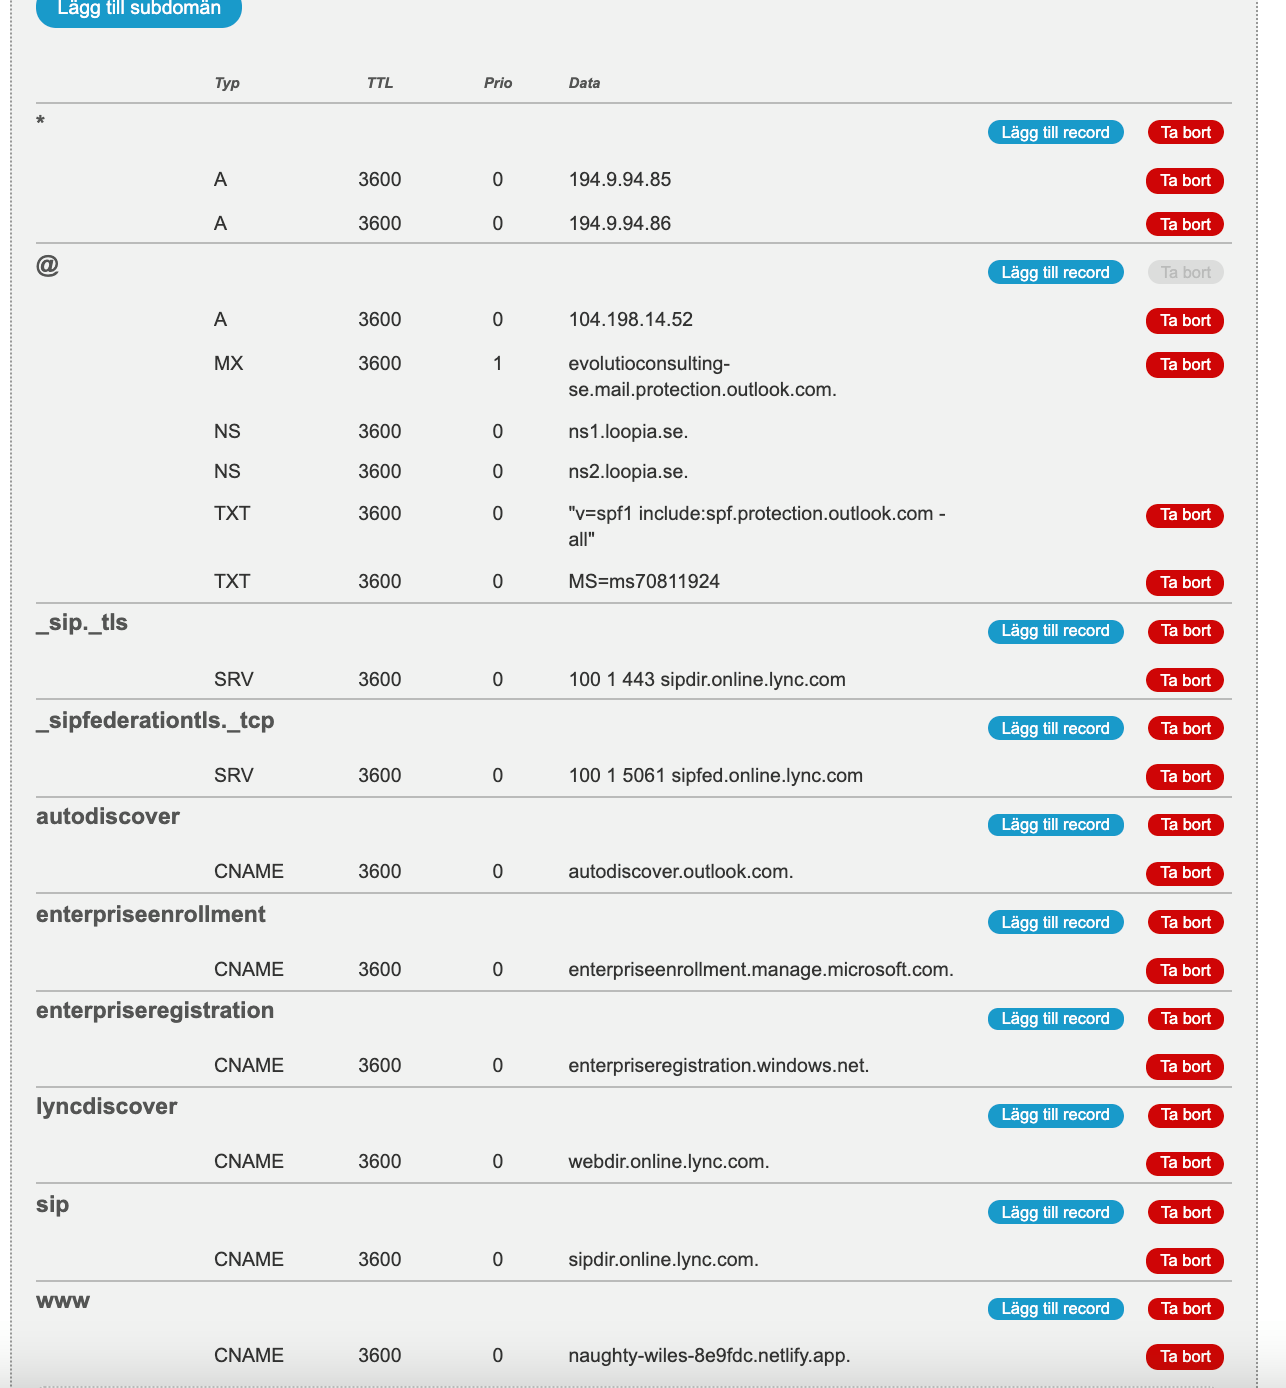 Lägg till subdomän
Typ TTL Prio Data
* Lägg till record Ta bort
A 3600 0 194.9.94.85 Ta bort
A 3600 0 194.9.94.86 Ta bort
@ Lägg till record Ta bort
A 3600 0 104.198.14.52 Ta bort
MX 3600 1 evolutioconsulting- Ta bort
se.mail.protection.outlook.com.
NS 3600 0 ns1.loopia.se.
NS 3600 0 ns2.loopia.se.
TXT 3600 0 "v=spf1 include:spf.protection.outlook.com - Ta bort
all"
TXT 3600 0 MS=ms70811924 Ta bort
_sip._tls Lägg till record Ta bort
SRV 3600 0 100 1 443 sipdir.online.lync.com Ta bort
_sipfederationtls._tcp Lägg till record Ta bort
SRV 3600 0 100 1 5061 sipfed.online.lync.com Ta bort
autodiscover Lägg till record Ta bort
CNAME 3600 0 autodiscover.outlook.com. Ta bort
enterpriseenrollment Lägg till record Ta bort
CNAME 3600 0 enterpriseenrollment.manage.microsoft.com. Ta bort
enterpriseregistration Lägg till record Ta bort
CNAME 3600 0 enterpriseregistration.windows.net. Ta bort
lyncdiscover Lägg till record Ta bort
CNAME 3600 0 webdir.online.lync.com. Ta bort
sip Lägg till record Ta bort
CNAME 3600 0 sipdir.online.lync.com. Ta bort
www Lägg till record Ta bort
CNAME 3600 0 naughty-wiles-8e9fdc.netlify.app. Ta bort